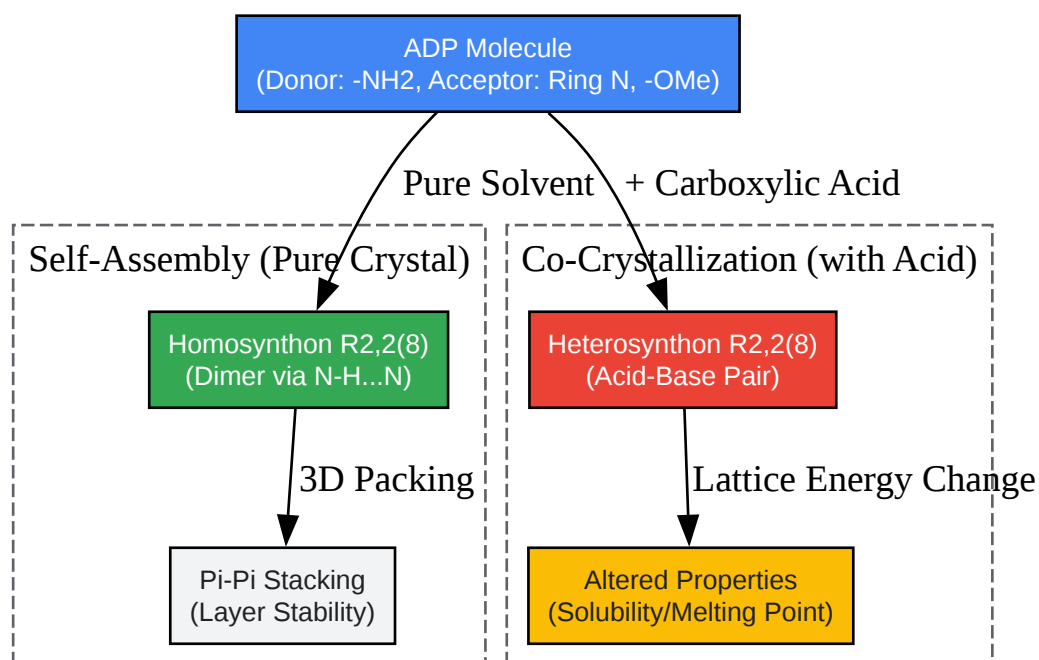 ADP Molecule
(Donor: -NH2, Acceptor: Ring N, -OMe)
Pure Solvent
+ Carboxylic Acid
Self-Assembly (Pure Crystal)
Co-Crystallization (with Acid)
Homosynthon R2,2(8)
(Dimer via N-H...N)
Heterosynthon R2,2(8)
(Acid-Base Pair)
3D Packing
Lattice Energy Change
Pi-Pi Stacking
(Layer Stability)
Altered Properties
(Solubility/Melting Point)